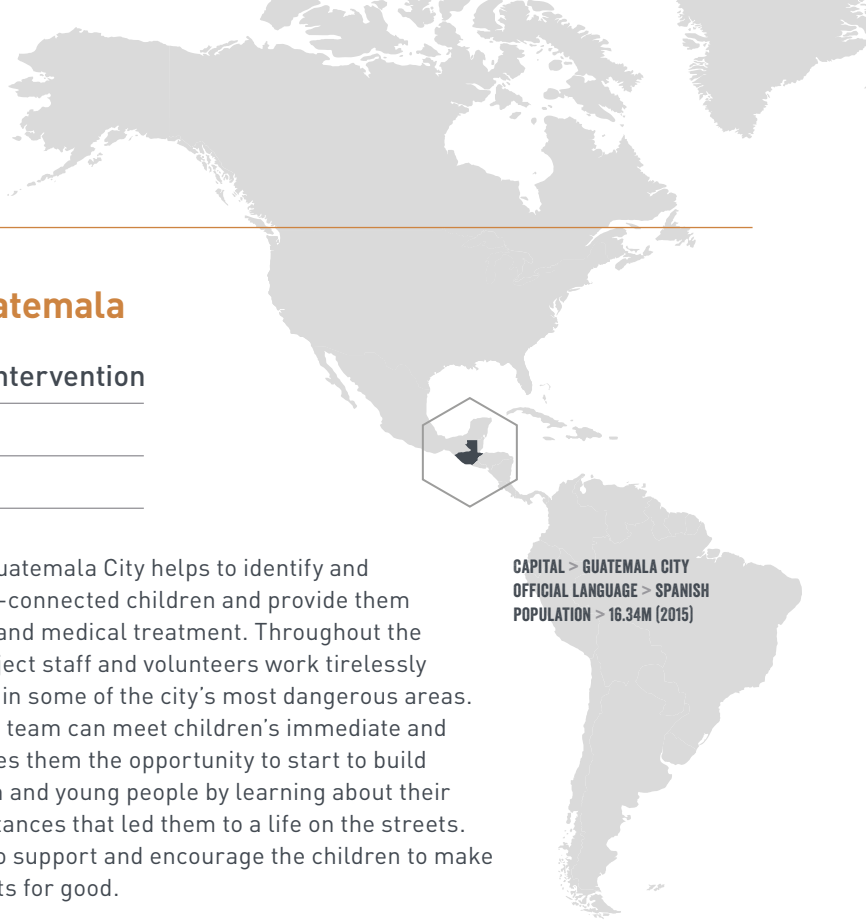 atemala
ntervention
uatemala City helps to identify and
-connected children and provide them
and medical treatment. Throughout the
ject staff and volunteers work tirelessly
in some of the city’s most dangerous areas.
team can meet children’s immediate and
es them the opportunity to start to build
and young people by learning about their
tances that led them to a life on the streets.
o support and encourage the children to make
ts for good.
CAPITAL > GUATEMALA CITY
OFFICIAL LANGUAGE > SPANISH
POPULATION > 16.34M (2015)